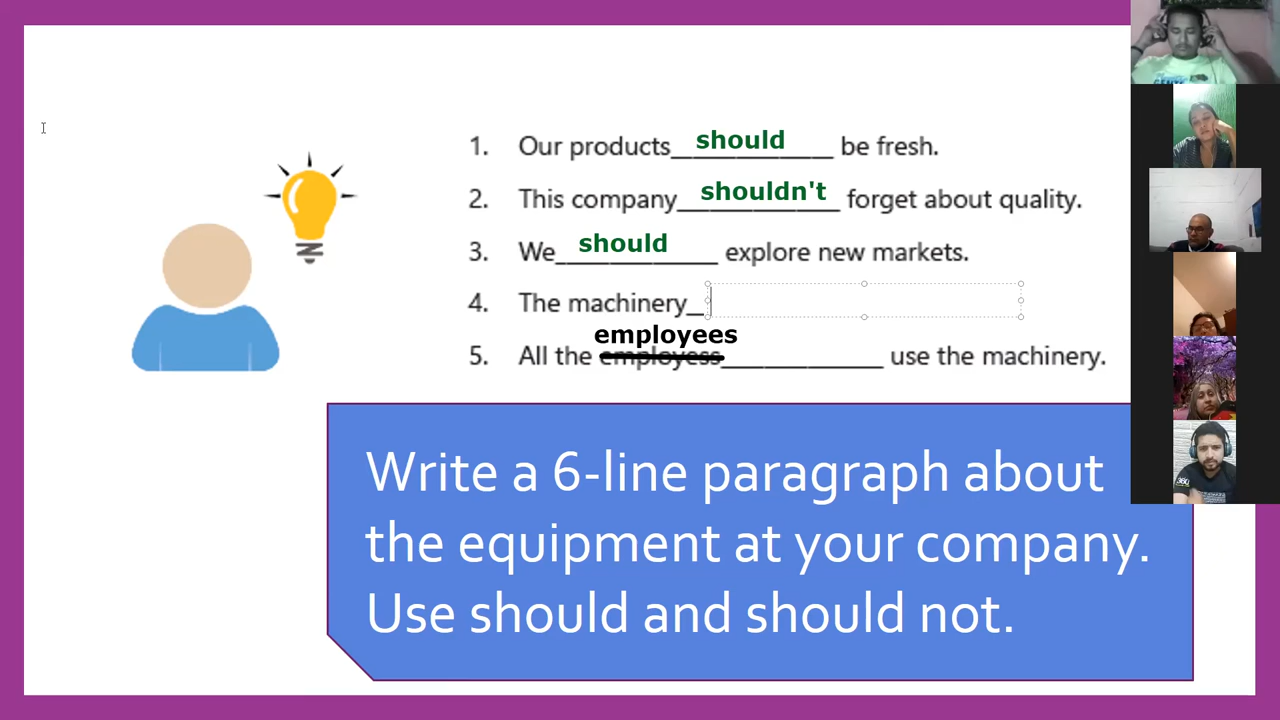 1. Our products should be fresh.
2. This company shouldn't forget about quality.
3. We should explore new markets.
4. The machinery
employees
5. All the employess use the machinery.
Write a 6-line paragraph about
the equipment at your company.
Use should and should not.
360